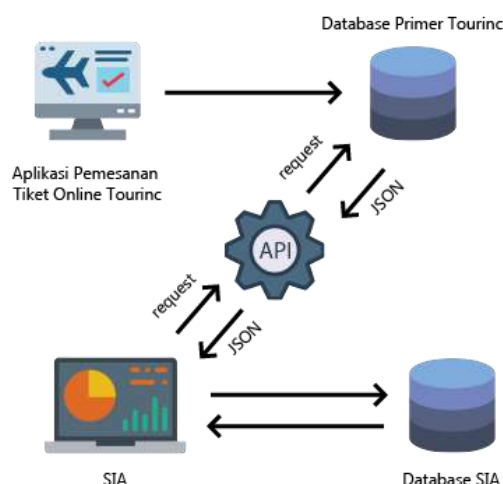 Database Primer Tourinc
Aplikasi Pemesanan
Tiket Online Tourinc
request
JSON
API
request
JSON
SIA
Database SIA